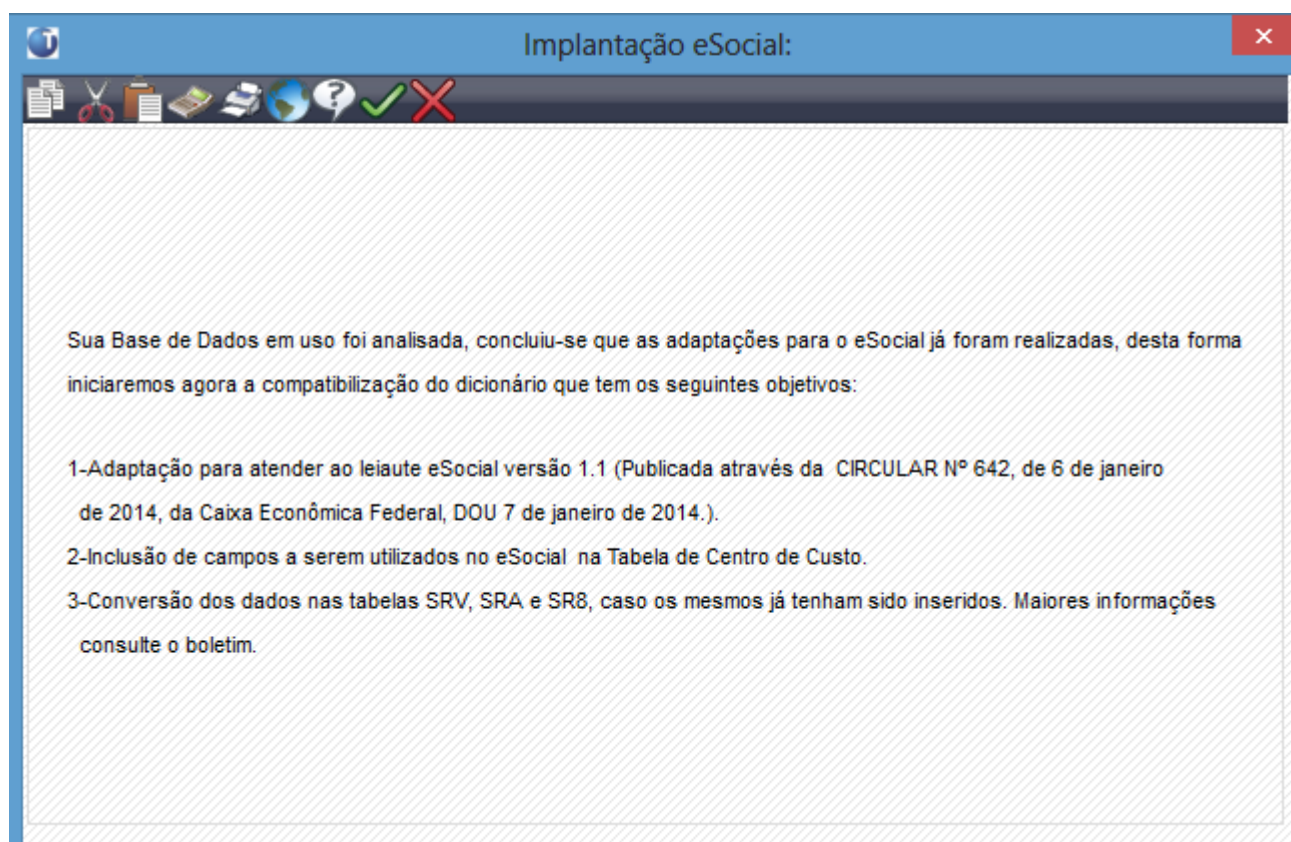 Implantação eSocial:
Sua Base de Dados em uso foi analisada, concluiu-se que as adaptações para o eSocial já foram realizadas, desta forma
iniciaremos agora a compatibilização do dicionário que tem os seguintes objetivos:
1-Adaptação para atender ao leiaute eSocial versão 1.1 (Publicada através da  CIRCULAR Nº 642, de 6 de janeiro
de 2014, da Caixa Econômica Federal, DOU 7 de janeiro de 2014.).
2-Inclusão de campos a serem utilizados no eSocial  na Tabela de Centro de Custo.
3-Conversão dos dados nas tabelas SRV, SRA e SR8, caso os mesmos já tenham sido inseridos. Maiores informações
consulte o boletim.